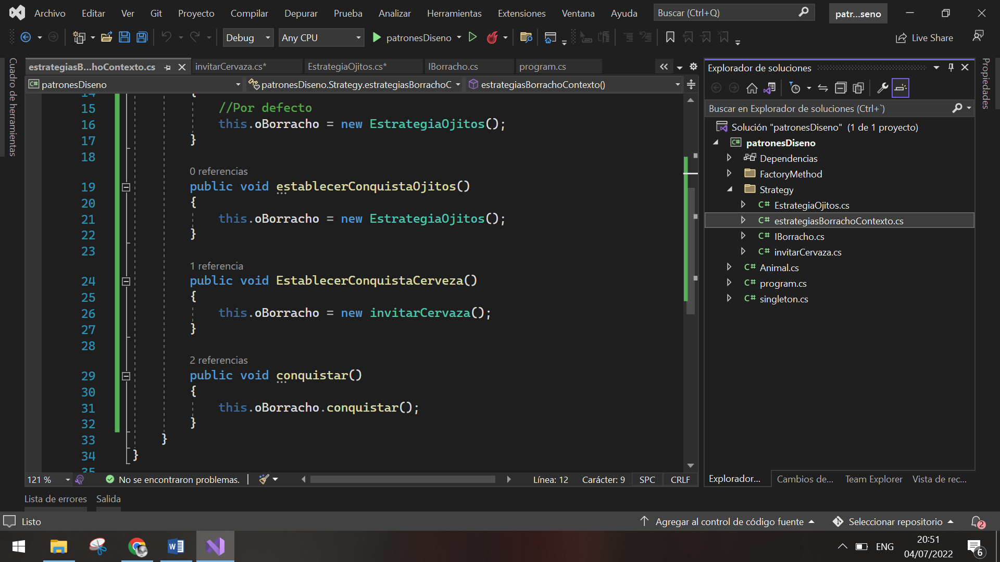 Archivo Editar Ver Git Proyecto Compilar Depurar Prueba Analizar Herramientas Extensiones Ventana Ayuda Buscar (Ctrl+Q) patr...seno
Debug Any CPU patronesDiseno Live Share
Cuadro de herramientas
estrategiasB...hoContexto.cs invitarCervaza.cs* EstrategiaOjitos.cs* IBorracho.cs program.cs
patronesDiseno patronesDiseno.Strategy.estrategiasBorrachoC estrategiasBorrachoContexto()
14 {
15 //Por defecto
16 this.oBorracho = new EstrategiaOjitos();
17 }
18
0 referencias
19 public void establecerConquistaOjitos()
20 {
21 this.oBorracho = new EstrategiaOjitos();
22 }
23
1 referencia
24 public void EstablecerConquistaCerveza()
25 {
26 this.oBorracho = new invitarCervaza();
27 }
28
2 referencias
29 public void conquistar()
30 {
31 this.oBorracho.conquistar();
32 }
33 }
34 }
35
121 % No se encontraron problemas. Línea: 12 Carácter: 9 SPC CRLF
Lista de errores Salida
Explorador de soluciones
Buscar en Explorador de soluciones (Ctrl+`)
Solución "patronesDiseno" (1 de 1 proyecto)
C# patronesDiseno
Dependencias
FactoryMethod
Strategy
C# EstrategiaOjitos.cs
C# estrategiasBorrachoContexto.cs
C# IBorracho.cs
C# invitarCervaza.cs
C# Animal.cs
C# program.cs
C# singleton.cs
Explorador... Cambios de... Team Explorer Vista de rec...
Propiedades
Listo Agregar al control de código fuente Seleccionar repositorio 2
W ENG 20:51
04/07/2022 6